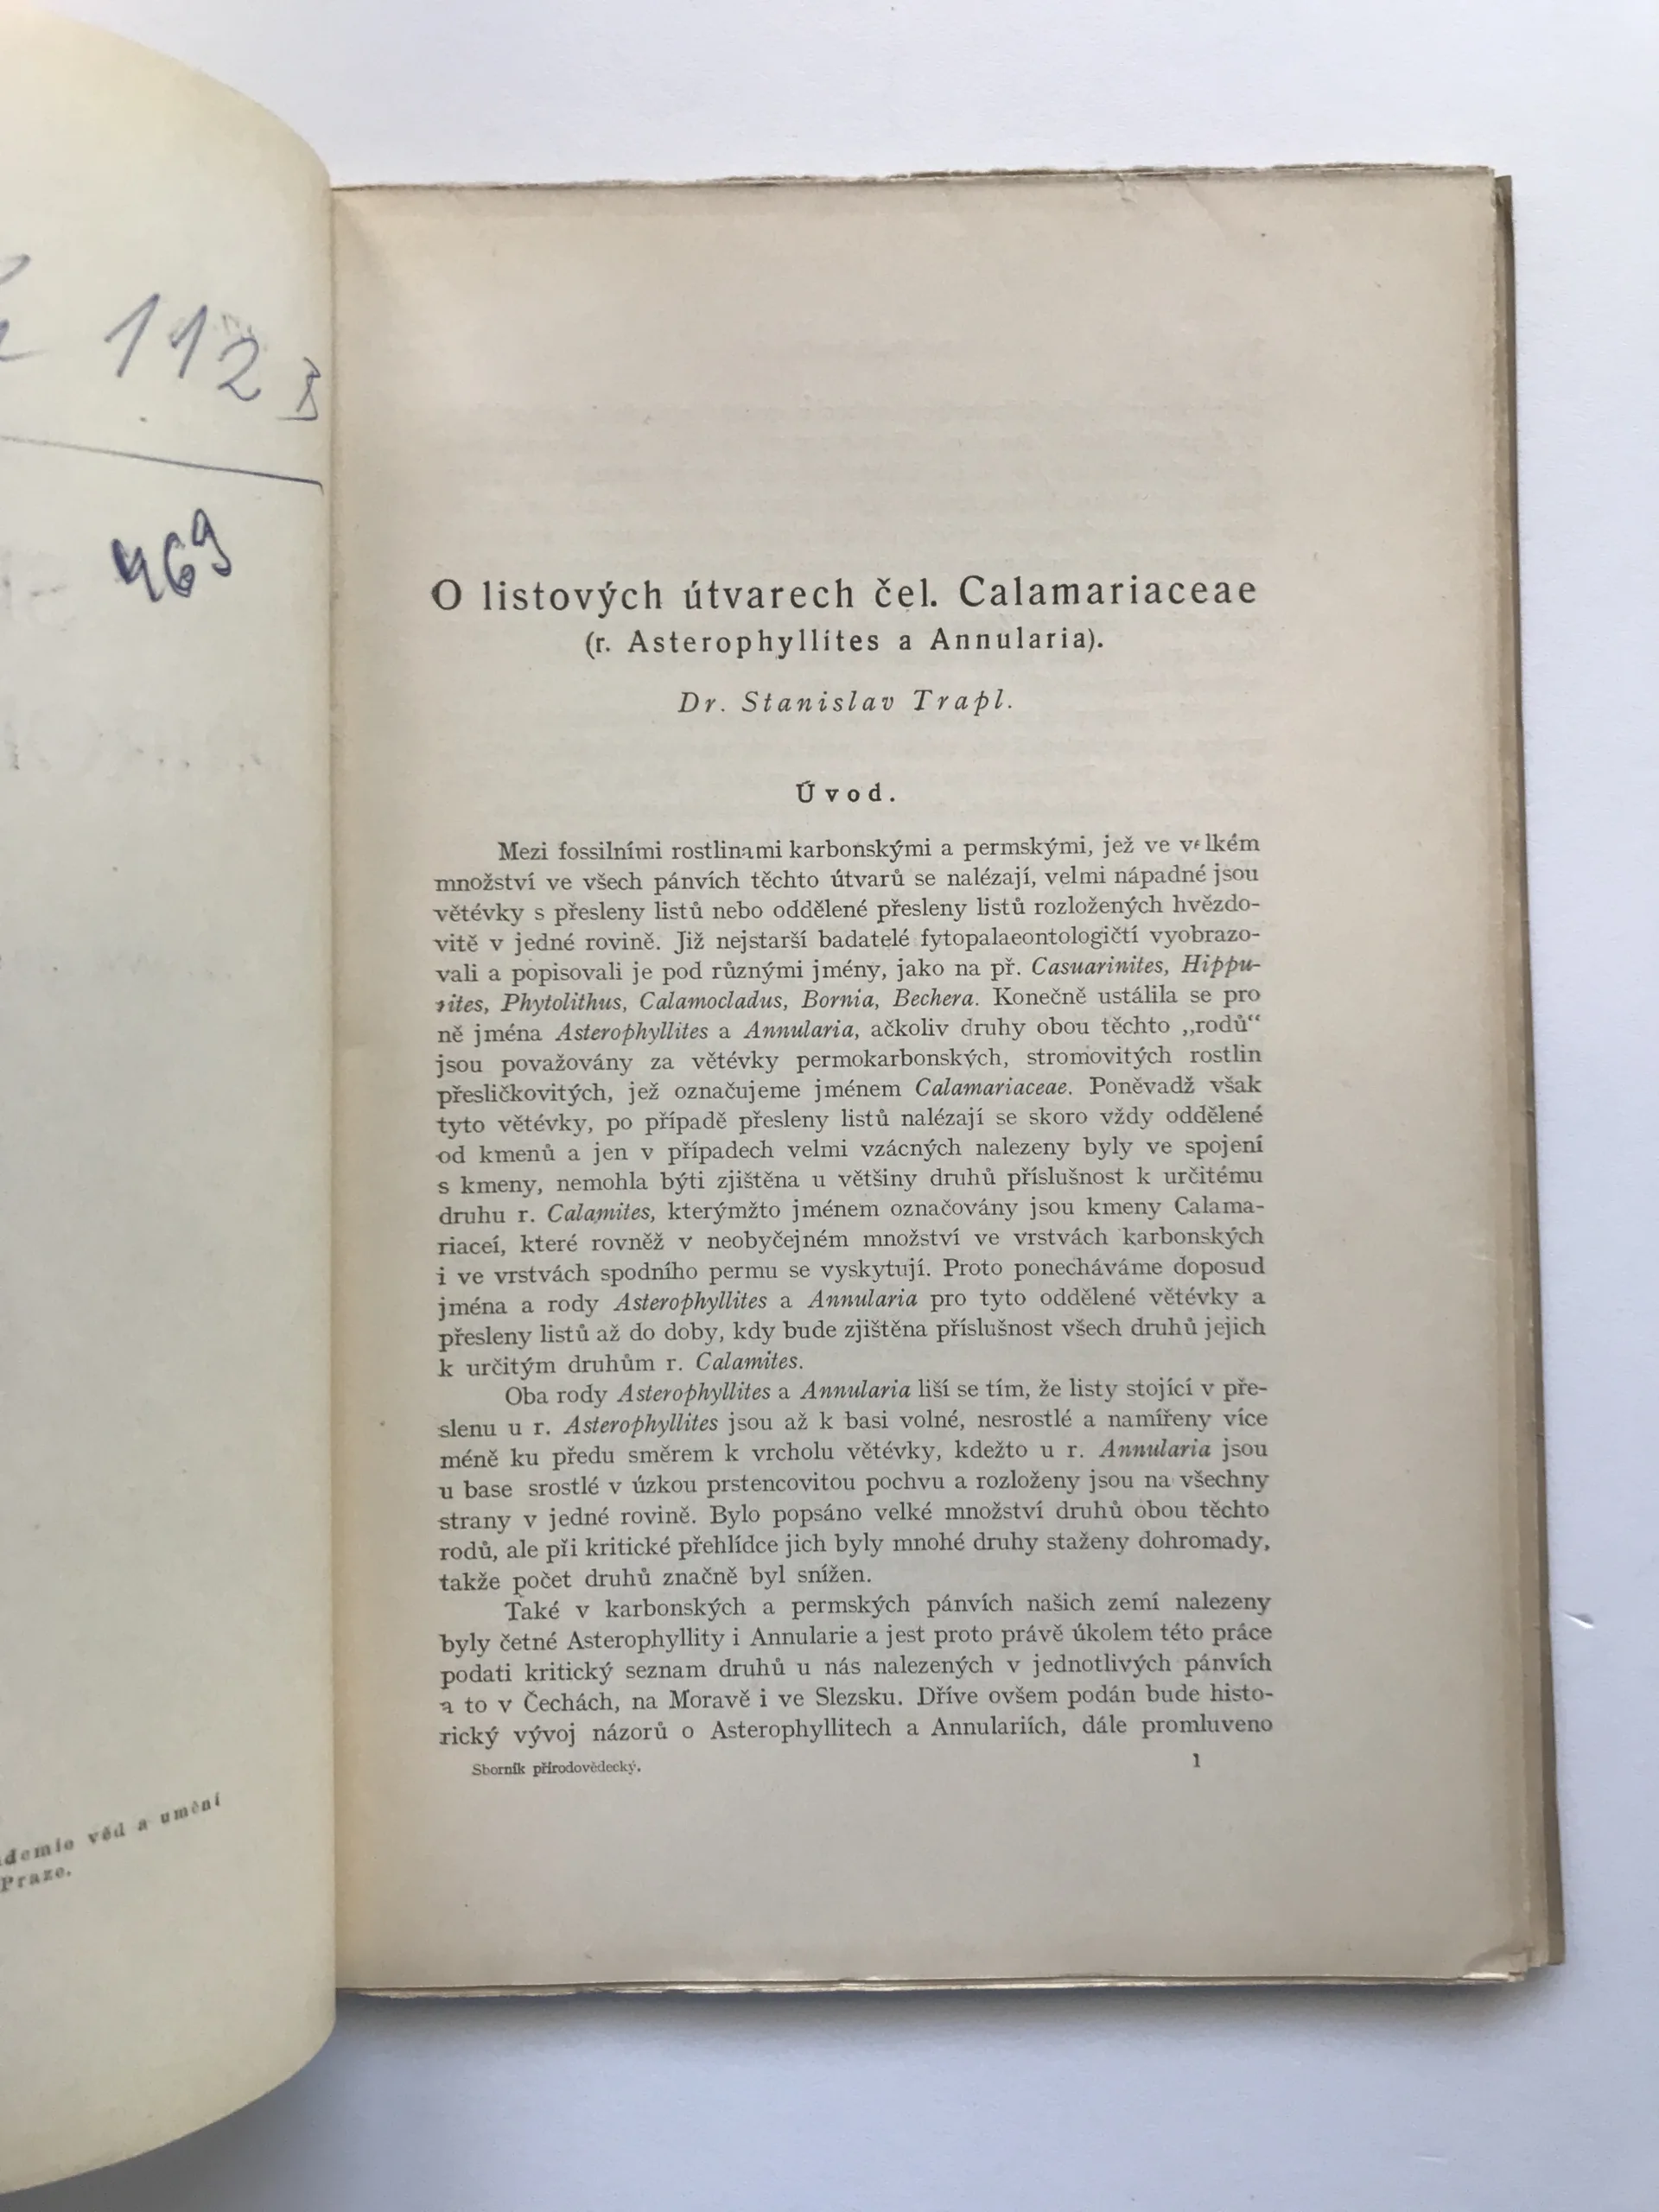 112
469
demie věd a umění
Praze.
O listových útvarech čel. Calamariaceae
(r. Asterophyllites a Annularia).
Dr. Stanislav Trapl.
Úvod.
Mezi fossilními rostlinami karbonskými a permskými, jež ve velkém
množství ve všech pánvích těchto útvarů se nalézají, velmi nápadné jsou
větévky s přesleny listů nebo oddělené přesleny listů rozložených hvězdo-
vitě v jedné rovině. Již nejstarší badatelé fytopalaeontologičtí vyobrazo-
vali a popisovali je pod různými jmény, jako na př. Casuarinites, Hippu-
rites, Phytolithus, Calamocladus, Bornia, Bechera. Konečně ustálila se pro
ně jména Asterophyllites a Annularia, ačkoliv druhy obou těchto „rodů“
jsou považovány za větévky permokarbonských, stromovitých rostlin
přesličkovitých, jež označujeme jménem Calamariaceae. Poněvadž však
tyto větévky, po případě přesleny listů nalézají se skoro vždy oddělené
od kmenů a jen v případech velmi vzácných nalezeny byly ve spojení
s kmeny, nemohla býti zjištěna u většiny druhů příslušnost k určitému
druhu r. Calamites, kterýmžto jménem označovány jsou kmeny Calama-
riaceí, které rovněž v neobyčejném množství ve vrstvách karbonských
i ve vrstvách spodního permu se vyskytují. Proto ponecháváme doposud
jména a rody Asterophyllites a Annularia pro tyto oddělené větévky a
přesleny listů až do doby, kdy bude zjištěna příslušnost všech druhů jejich
k určitým druhům r. Calamites.
Oba rody Asterophyllites a Annularia liší se tím, že listy stojící v pře-
slenu u r. Asterophyllites jsou až k basi volné, nesrostlé a namířeny více
méně ku předu směrem k vrcholu větévky, kdežto u r. Annularia jsou
u base srostlé v úzkou prstencovitou pochvu a rozloženy jsou na všechny
strany v jedné rovině. Bylo popsáno velké množství druhů obou těchto
rodů, ale při kritické přehlídce jich byly mnohé druhy staženy dohromady,
takže počet druhů značně byl snížen.
Také v karbonských a permských pánvích našich zemí nalezeny
byly četné Asterophyllity i Annularie a jest proto právě úkolem této práce
podati kritický seznam druhů u nás nalezených v jednotlivých pánvích
a to v Čechách, na Moravě i ve Slezsku. Dříve ovšem podán bude histo-
rický vývoj názorů o Asterophyllitech a Annulariích, dále promluveno
Sborník přírodovědecký.
1